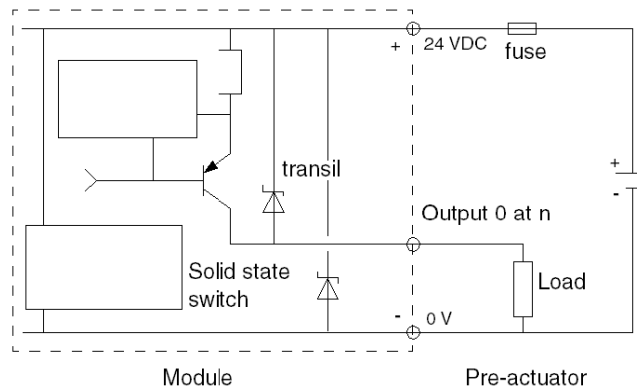 + 24 VDC
fuse
transil
+
-
Output 0 at n
Solid state
switch
Load
- 0 V
Module
Pre-actuator